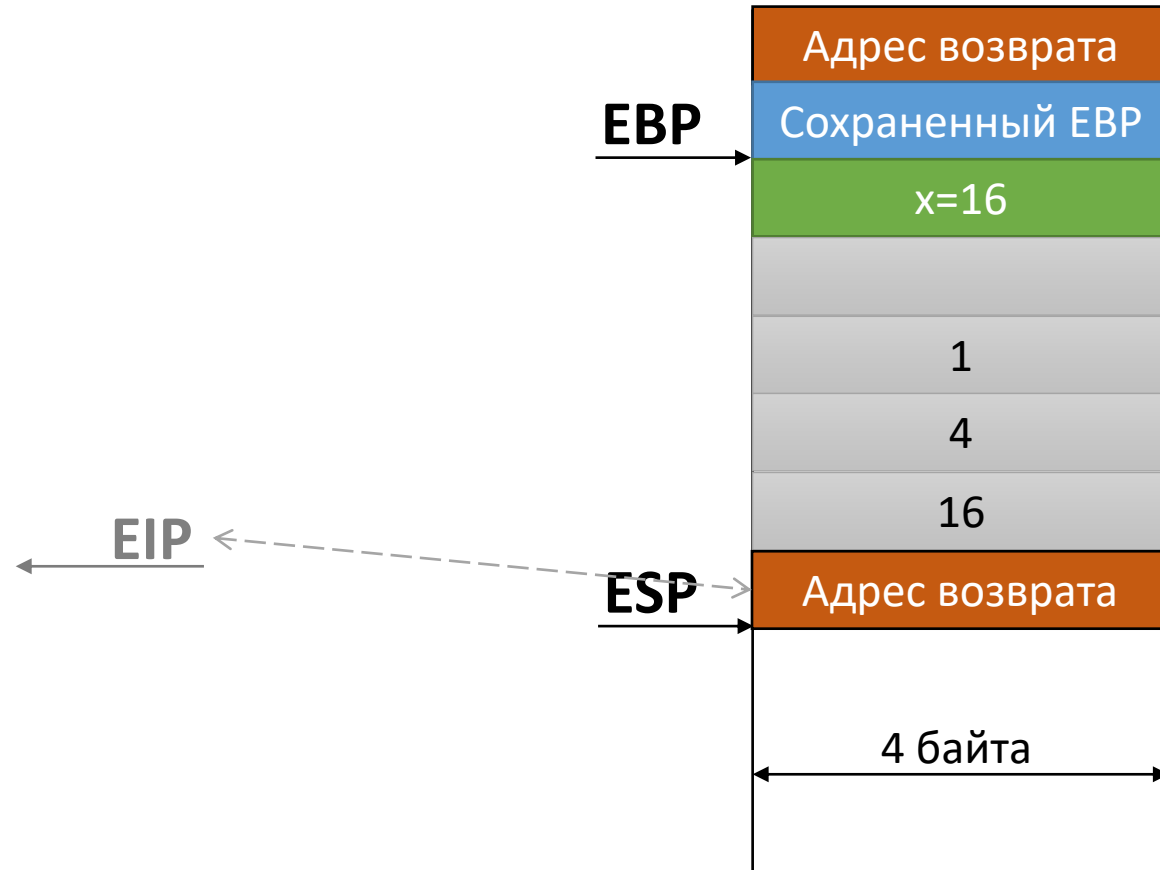 Адрес возврата
EBP
Сохраненный EBP
x=16
1
4
16
EIP
ESP
Адрес возврата
4 байта